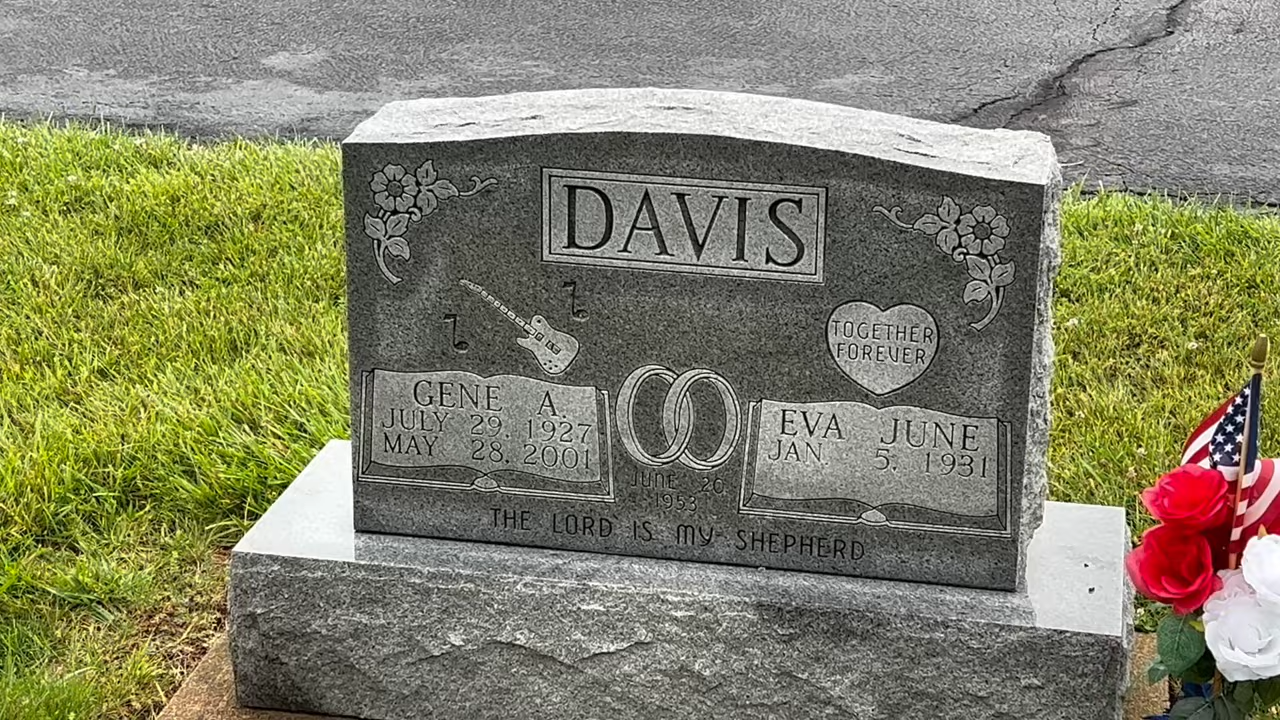 DAVIS
TOGETHER
FOREVER
GENE A.
JULY 29 1927
MAY 28, 2001
EVA JUNE
JAN. 5, 1931
JUNE 26
1953
THE LORD IS MY SHEPHERD